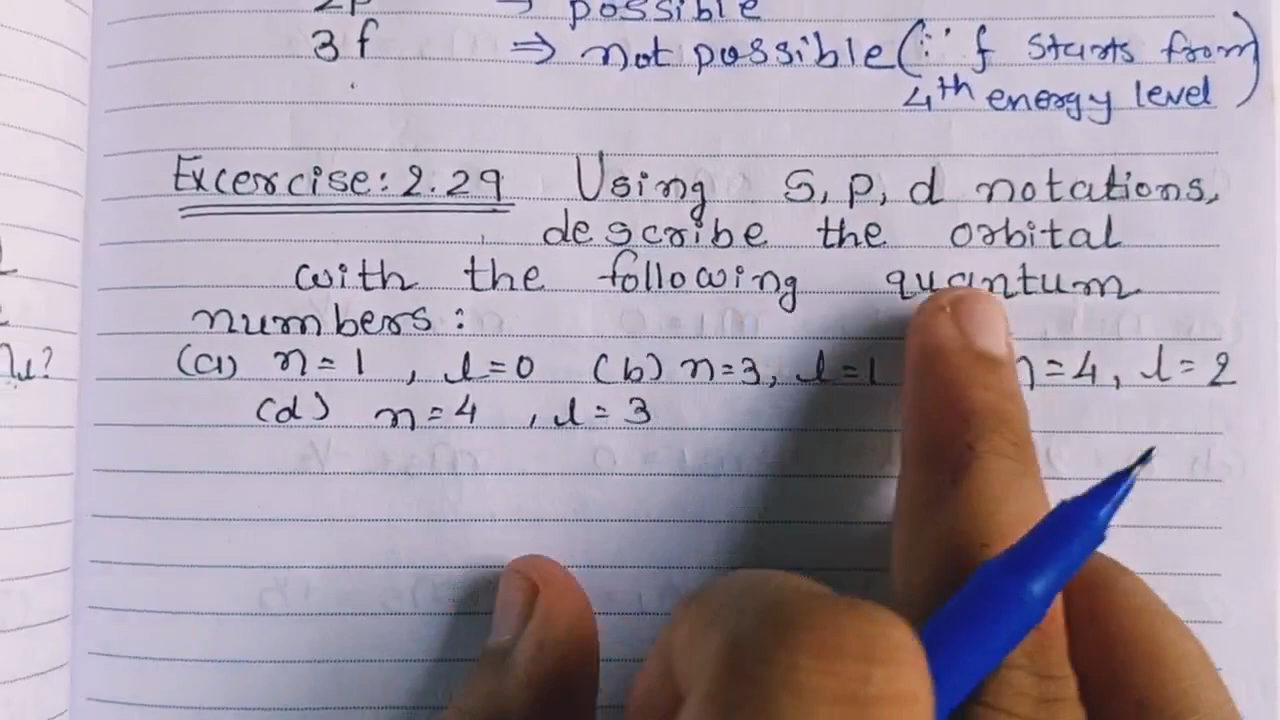 possible
3 f ⇒ not possible (∵ f starts from
4th energy level)
Excercise: 2.29 Using s, p, d notations,
describe the orbital
with the following quantum
numbers:
(a) n=1, l=0 (b) n=3, l=1 n=4, l=2
(d) n=4, l=3